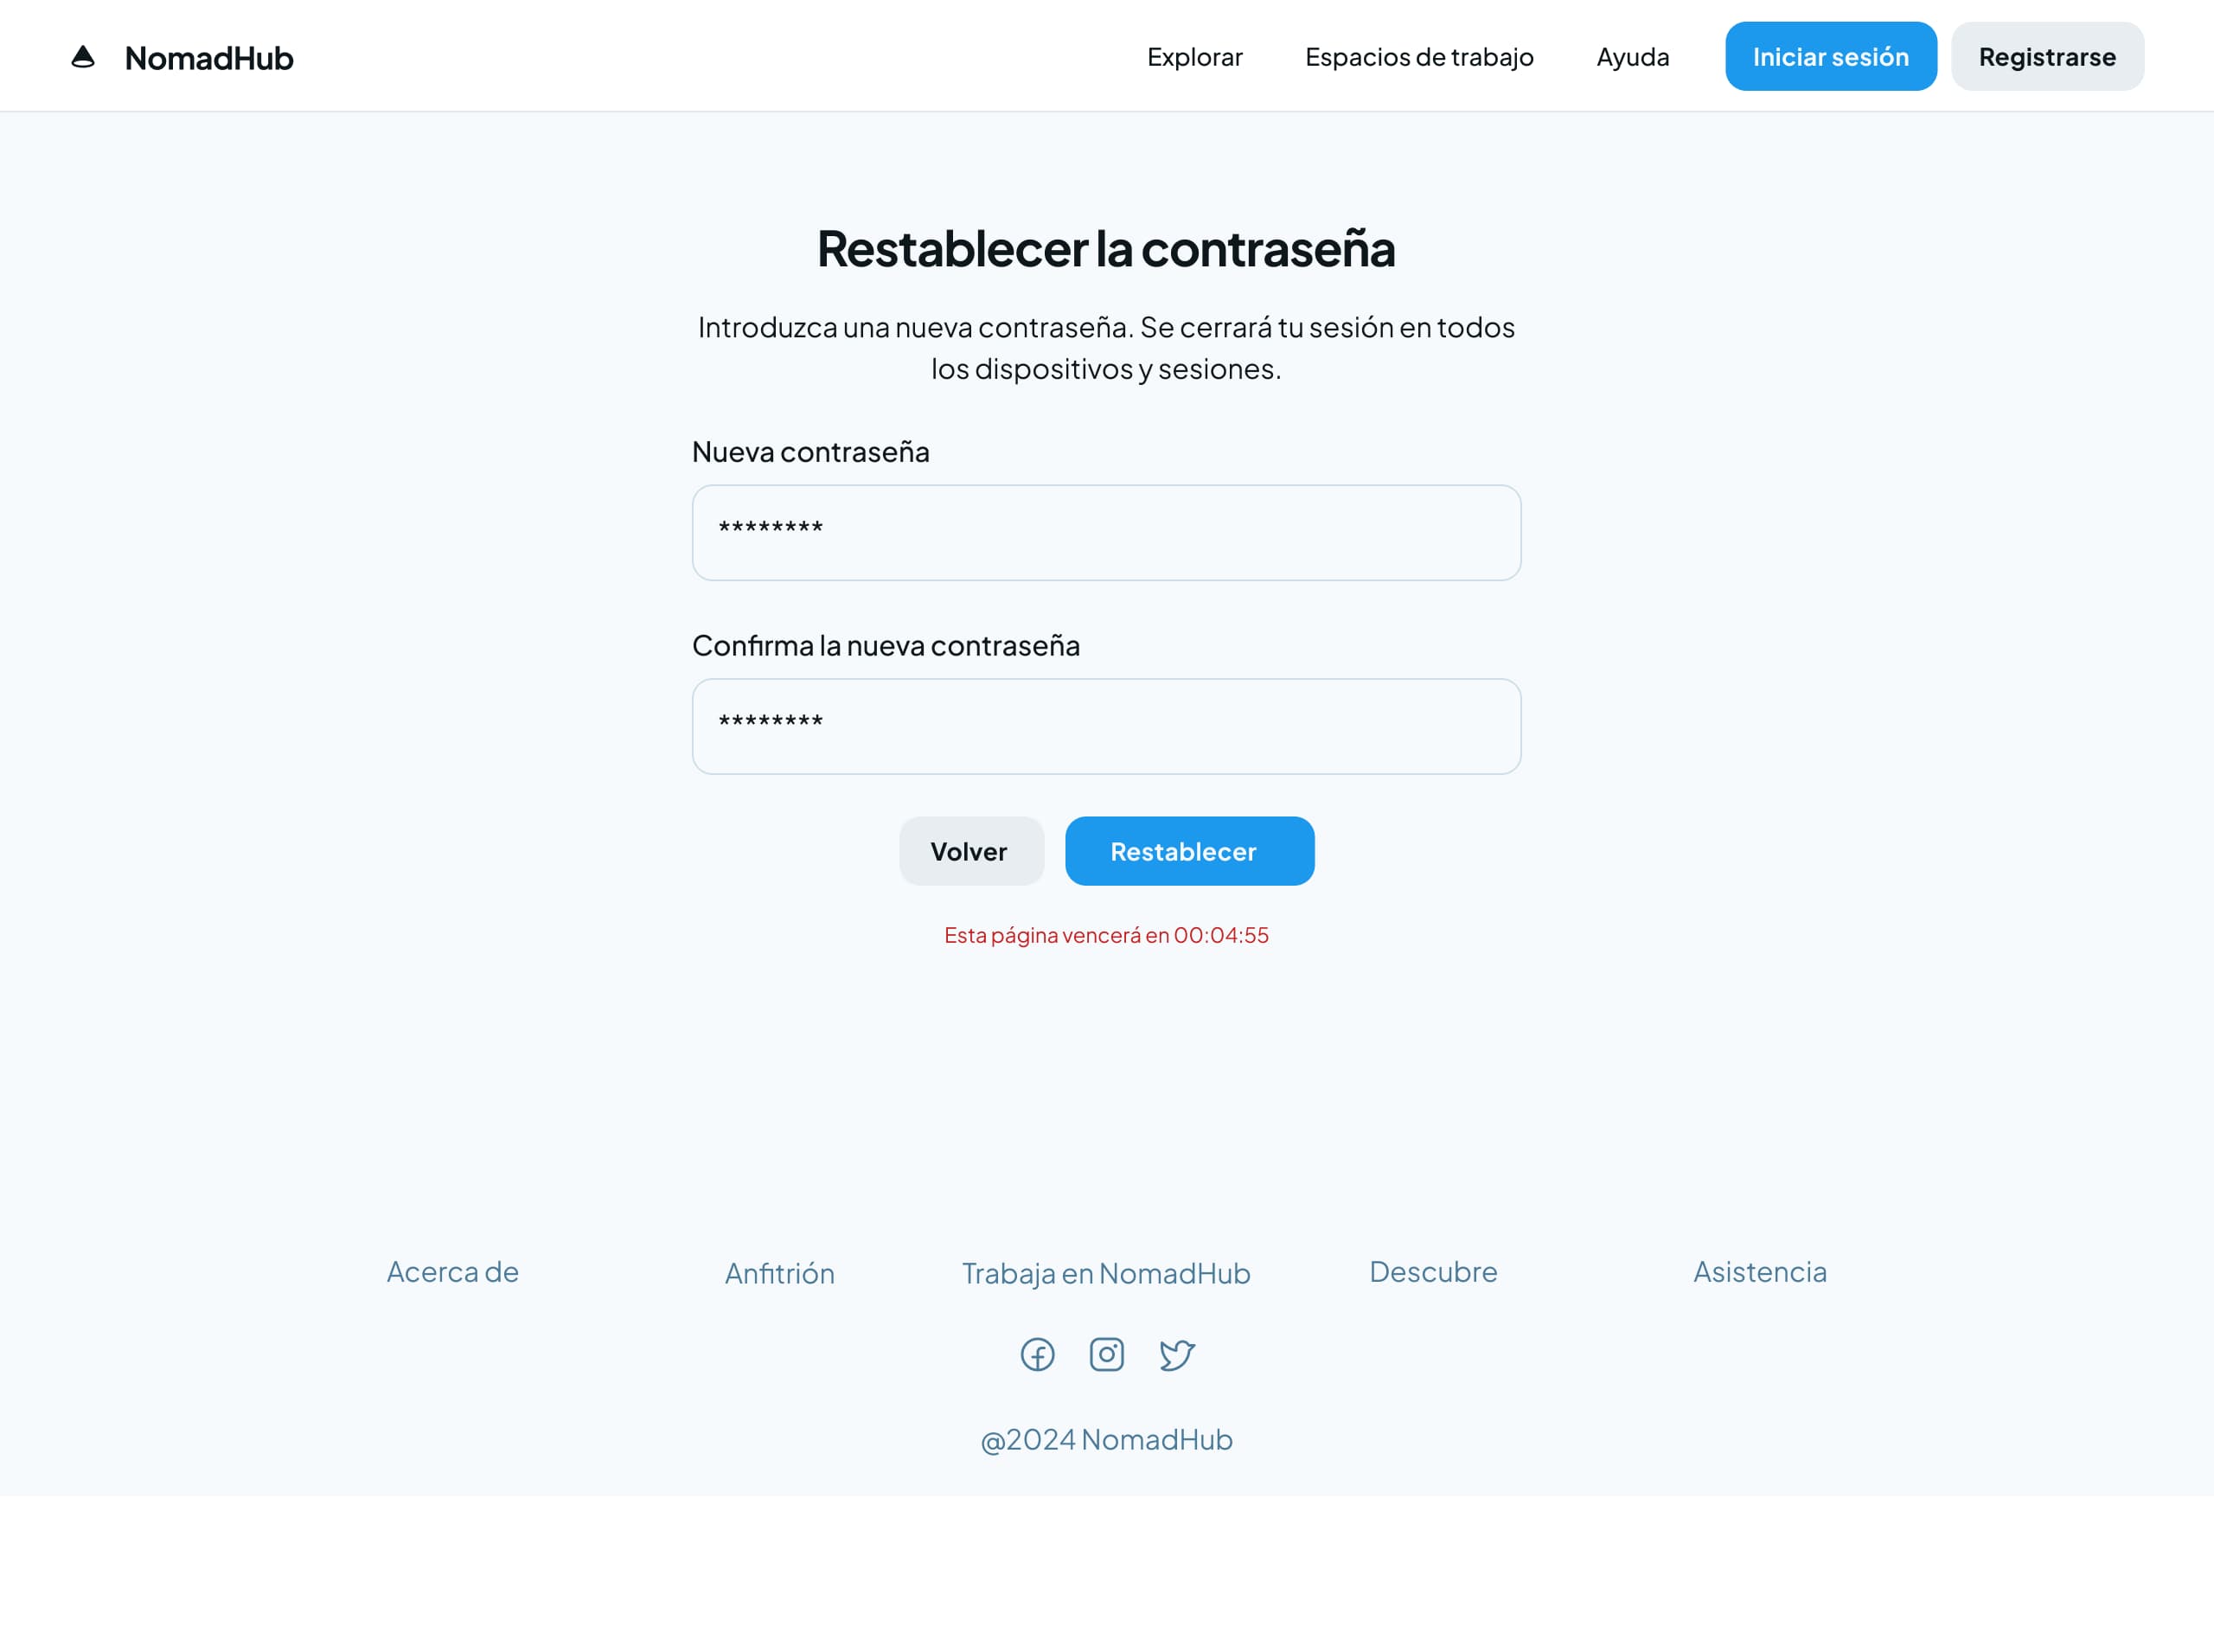 NomadHub
Explorar
Espacios de trabajo
Ayuda
Iniciar sesión
Registrarse
Restablecer la contraseña
Introduzca una nueva contraseña. Se cerrará tu sesión en todos
los dispositivos y sesiones.
Nueva contraseña
********
Confirma la nueva contraseña
********
Volver
Restablecer
Esta página vencerá en 00:04:55
Acerca de
Anfitrión
Trabaja en NomadHub
Descubre
Asistencia
@2024 NomadHub